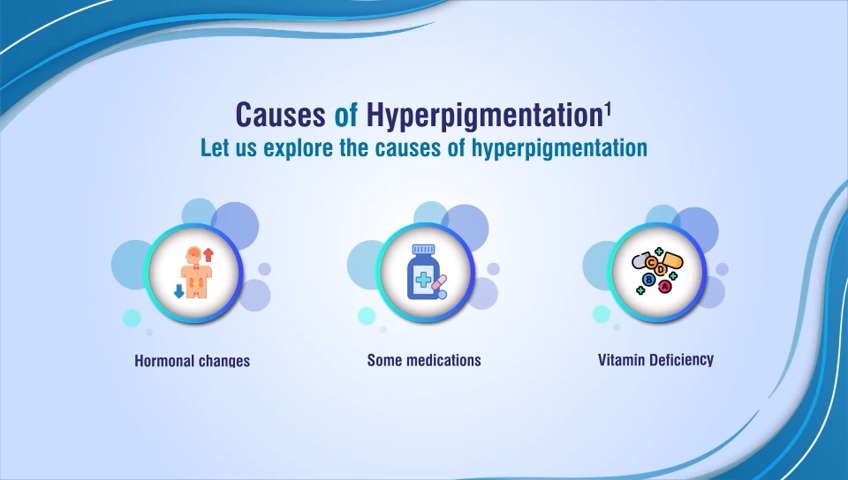 Causes of Hyperpigmentation¹
Let us explore the causes of hyperpigmentation
C
D
B
A
Hormonal changes
Some medications
Vitamin Deficiency